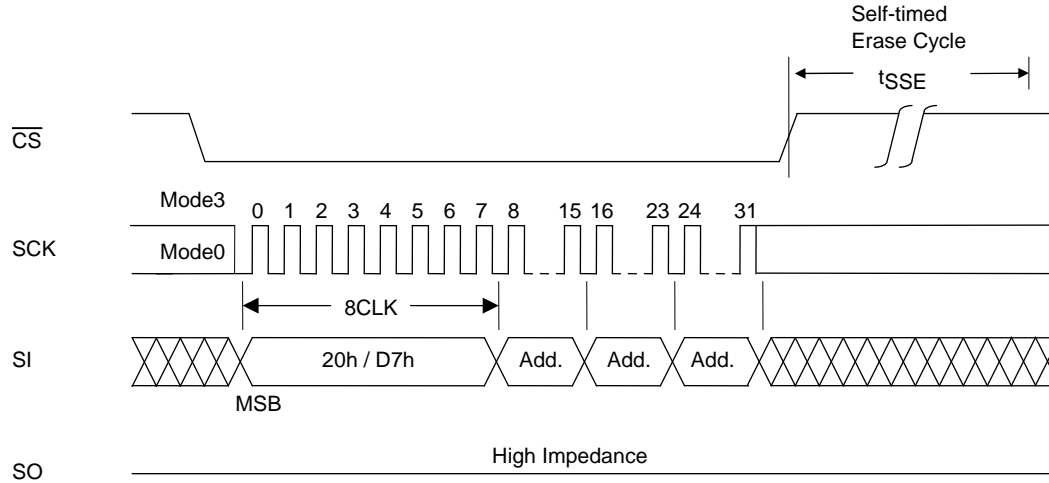 Self-timed
Erase Cycle
tSSE
CS
Mode3
0 1 2 3 4 5 6 7 8 15 16 23 24 31
SCK
Mode0
8CLK
SI
20h / D7h
Add.
Add.
Add.
MSB
High Impedance
SO